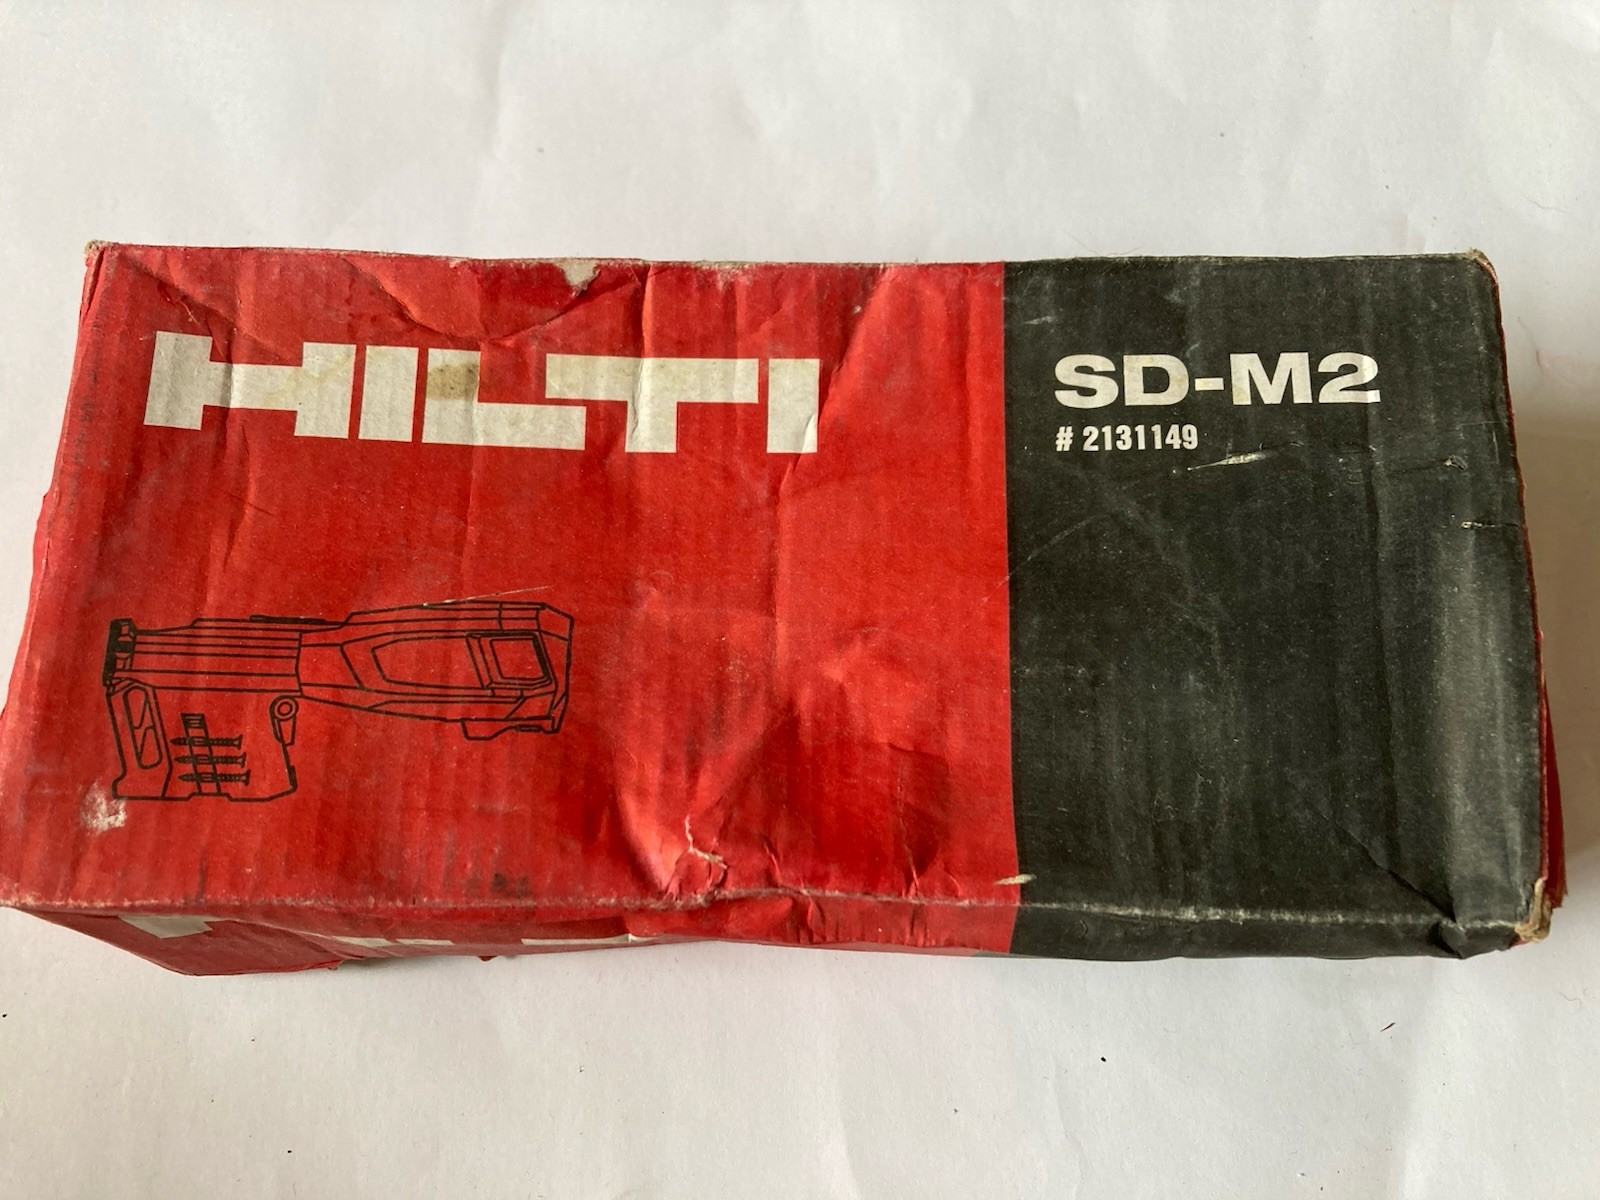 HILTI
SD-M2
# 2131149